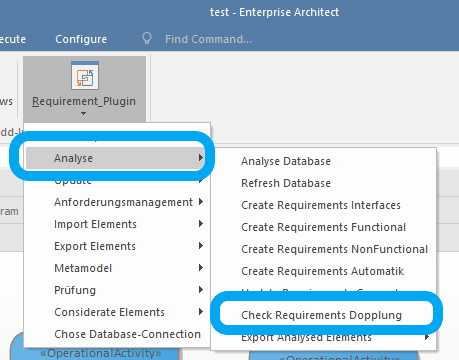 test - Enterprise Architect
ecute Configure Find Command...
ws Requirement_Plugin
dd-I
Analyse
Update
ram Anforderungsmanagement
Import Elements
Export Elements
Metamodel
Prüfung
Considerate Elements
Chose Database-Connection
Analyse Database
Refresh Database
Create Requirements Interfaces
Create Requirements Functional
Create Requirements NonFunctional
Create Requirements Automatik
Check Requirements Dopplung
Export Analysed Elements
«OperationalActivity»
«OperationalActivity»